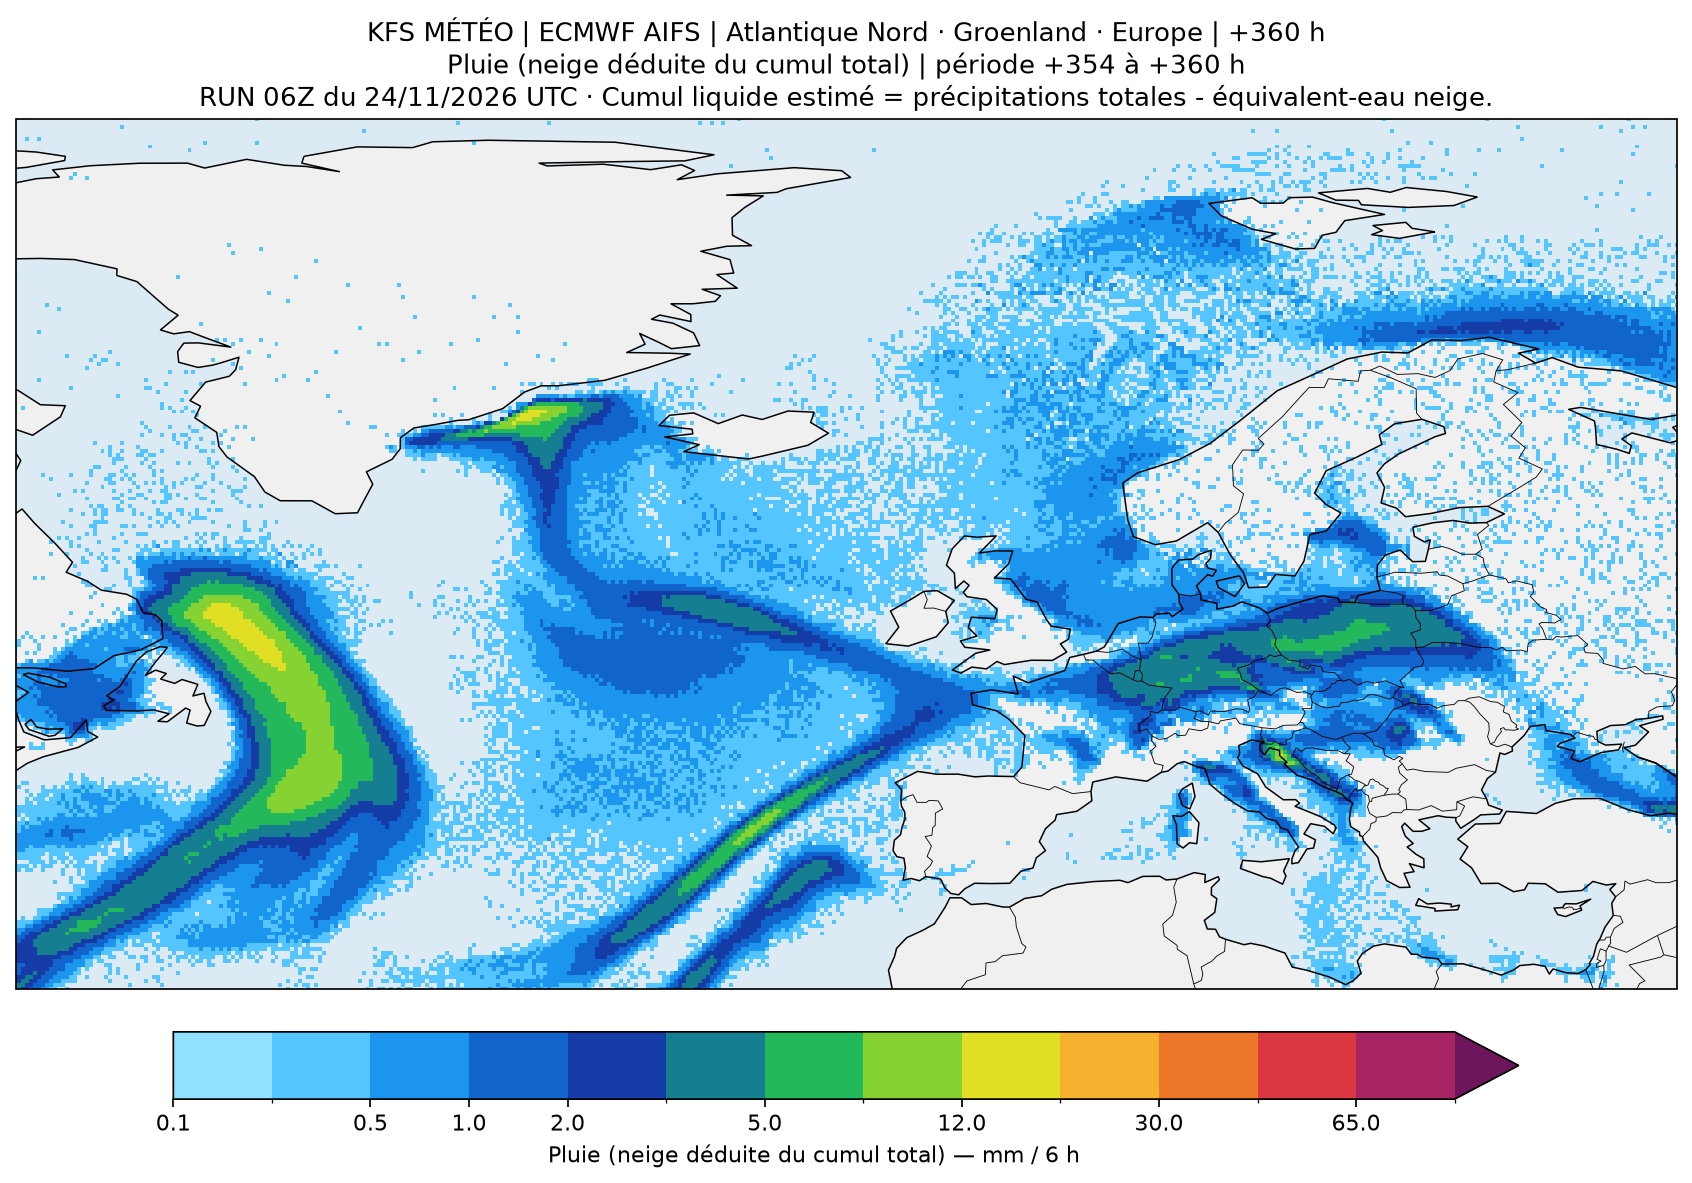 KFS MÉTÉO | ECMWF AIFS | Atlantique Nord · Groenland · Europe | +360 h
Pluie (neige déduite du cumul total) | période +354 à +360 h
RUN 06Z du 24/11/2026 UTC · Cumul liquide estimé = précipitations totales - équivalent-eau neige.
0.1 0.5 1.0 2.0 5.0 12.0 30.0 65.0
Pluie (neige déduite du cumul total) — mm / 6 h